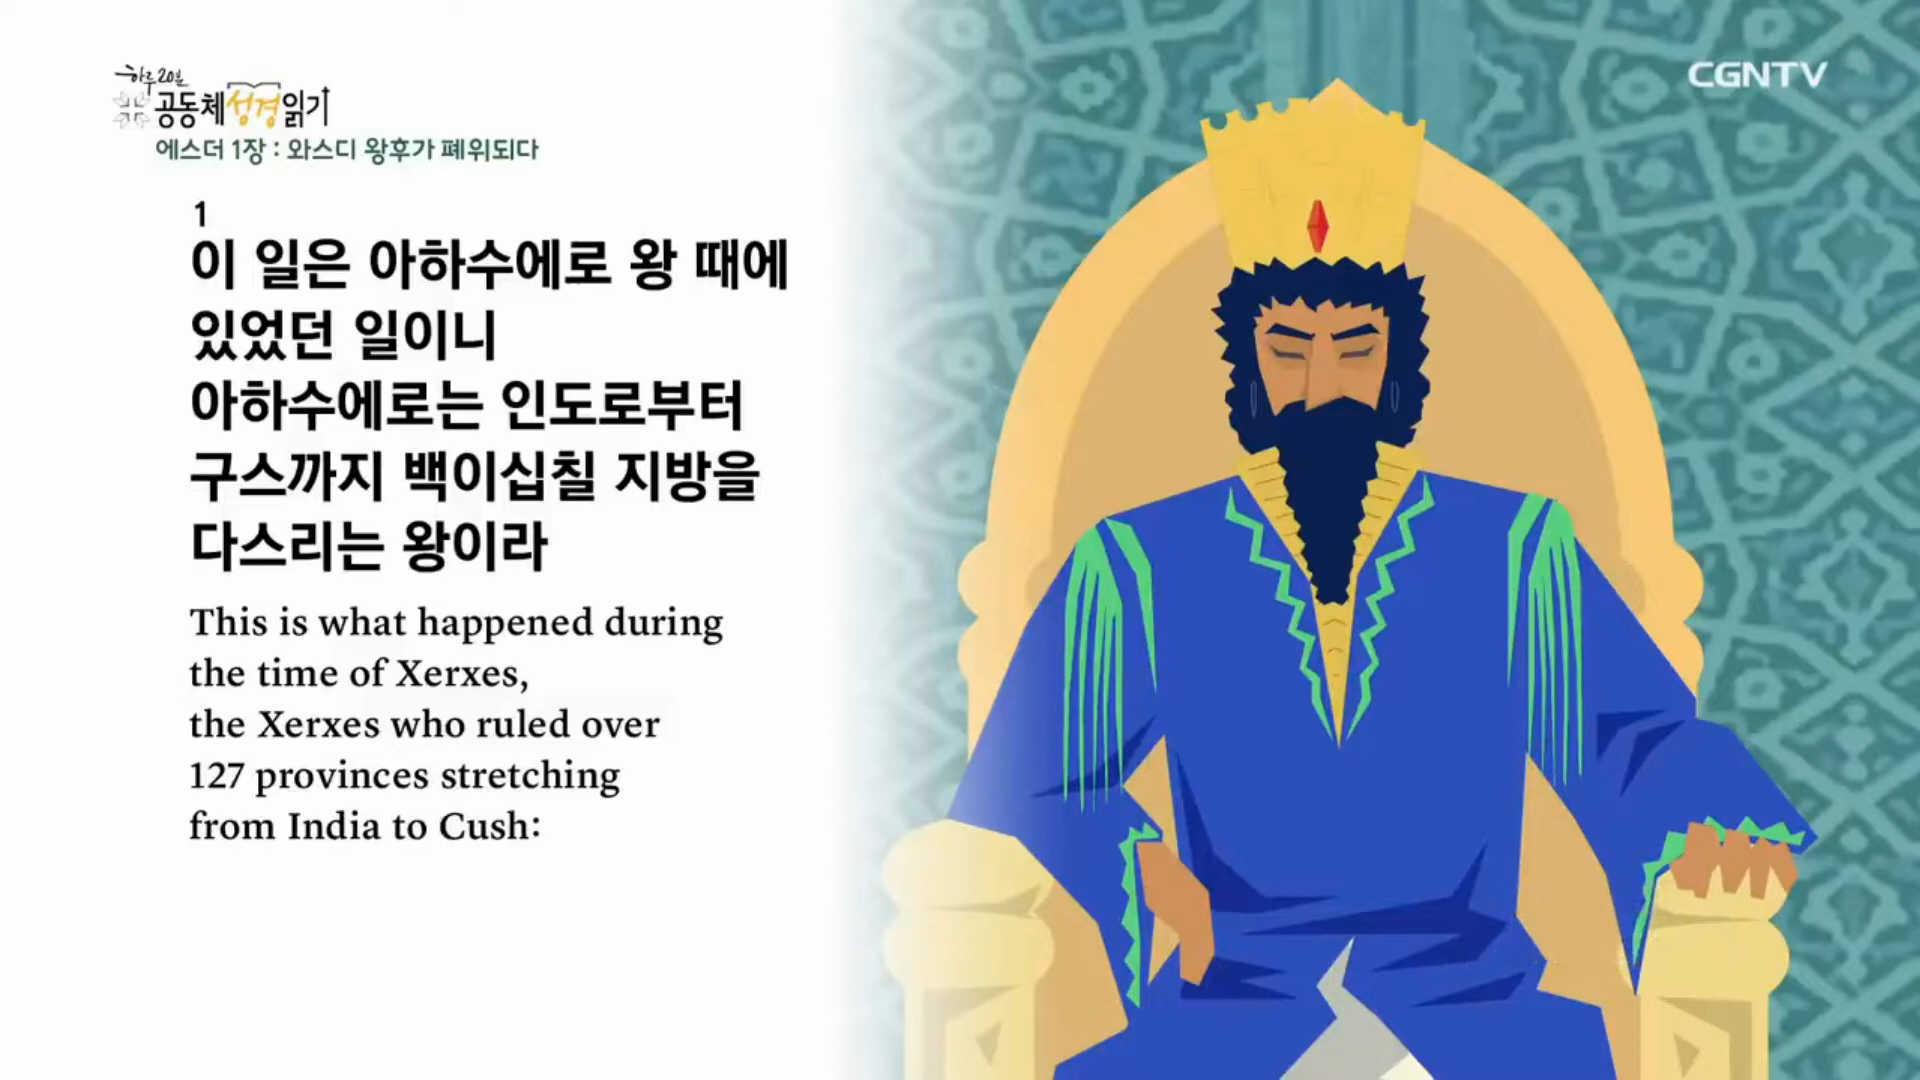 하루 20분
공동체성경읽기
CGNTV
에스더 1장 : 와스디 왕후가 폐위되다
1
이 일은 아하수에로 왕 때에
있었던 일이니
아하수에로는 인도로부터
구스까지 백이십칠 지방을
다스리는 왕이라
This is what happened during
the time of Xerxes,
the Xerxes who ruled over
127 provinces stretching
from India to Cush: